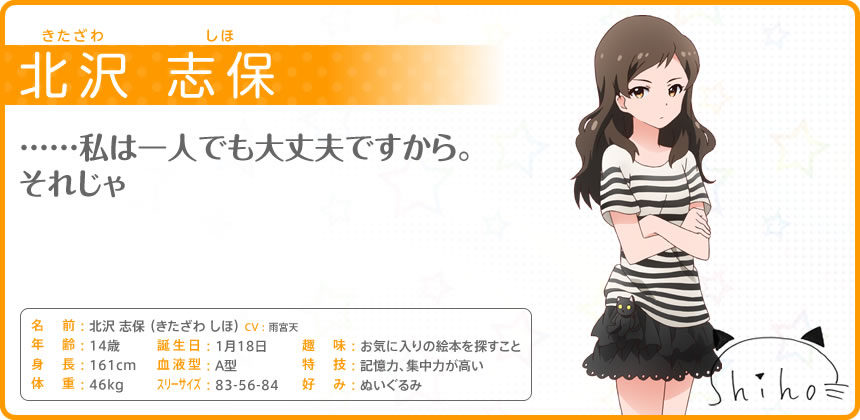 きたざわ しほ
北沢 志保
……私は一人でも大丈夫ですから。
それじゃ
名 前：北沢 志保（きたざわ しほ） CV：雨宮天
年 齢：14歳 誕生日：1月18日 趣 味：お気に入りの絵本を探すこと
身 長：161cm 血液型：A型 特 技：記憶力、集中力が高い
体 重：46kg スリーサイズ：83-56-84 好 み：ぬいぐるみ
Shiho